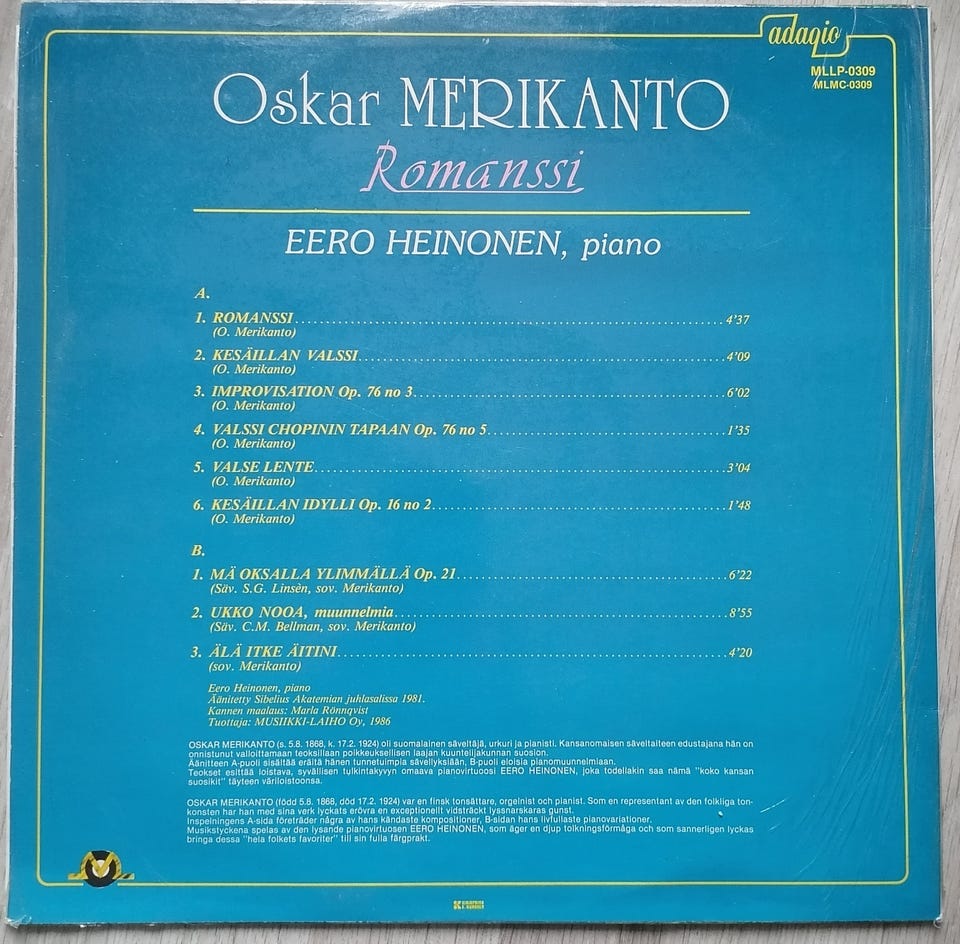 adagio
MLLP-0309
MLMC-0309
Oskar MERIKANTO
Romanssi
EERO HEINONEN, piano
A.
1. ROMANSSI 4'37
(O. Merikanto)
2. KESÄILLAN VALSSI 4'09
(O. Merikanto)
3. IMPROVISATION Op. 76 no 3 6'02
(O. Merikanto)
4. VALSSI CHOPININ TAPAAN Op. 76 no 5 1'35
(O. Merikanto)
5. VALSE LENTE 3'04
(O. Merikanto)
6. KESÄILLAN IDYLLI Op. 16 no 2 1'48
(O. Merikanto)
B.
1. MÄ OKSALLA YLIMMÄLLÄ Op. 21 6'22
(Säv. S.G. Linsèn, sov. Merikanto)
2. UKKO NOOA, muunnelmia 8'55
(Säv. C.M. Bellman, sov. Merikanto)
3. ÄLÄ ITKE ÄITINI 4'20
(sov. Merikanto)
Eero Heinonen, piano
Äänitetty Sibelius Akatemian juhlasalissa 1981.
Kannen maalaus: Marla Rönnqvist
Tuottaja: MUSIIKKI-LAIHO Oy, 1986
OSKAR MERIKANTO (s. 5.8. 1868, k. 17.2. 1924) oli suomalainen säveltäjä, urkuri ja pianisti. Kansanomaisen säveltaiteen edustajana hän on
onnistunut valloittamaan teoksillaan poikkeuksellisen laajan kuuntelijakunnan suosion.
Äänitteen A-puoli sisältää eräitä hänen tunnetuimpia sävellyksiään, B-puoli eloisia pianomuunnelmiaan.
Teokset esittää loistava, syvällisen tulkintakyvyn omaava pianovirtuoosi EERO HEINONEN, joka todellakin saa nämä "koko kansan
suosikit" täyteen väriloistoonsa.
OSKAR MERIKANTO (född 5.8. 1868, död 17.2. 1924) var en finsk tonsättare, orgelnist och pianist. Som en representant av den folkliga ton-
konsten har han med sina verk lyckats erövra en exceptionellt vidsträckt lyssnarskaras gunst.
Inspelningens A-sida företräder några av hans kändaste kompositioner, B-sidan hans livfullaste pianovariationer.
Musikstyckena spelas av den lysande pianovirtuosen EERO HEINONEN, som äger en djup tolkningsförmåga och som sannerligen lyckas
bringa dessa "hela folkets favoriter" till sin fulla färgprakt.